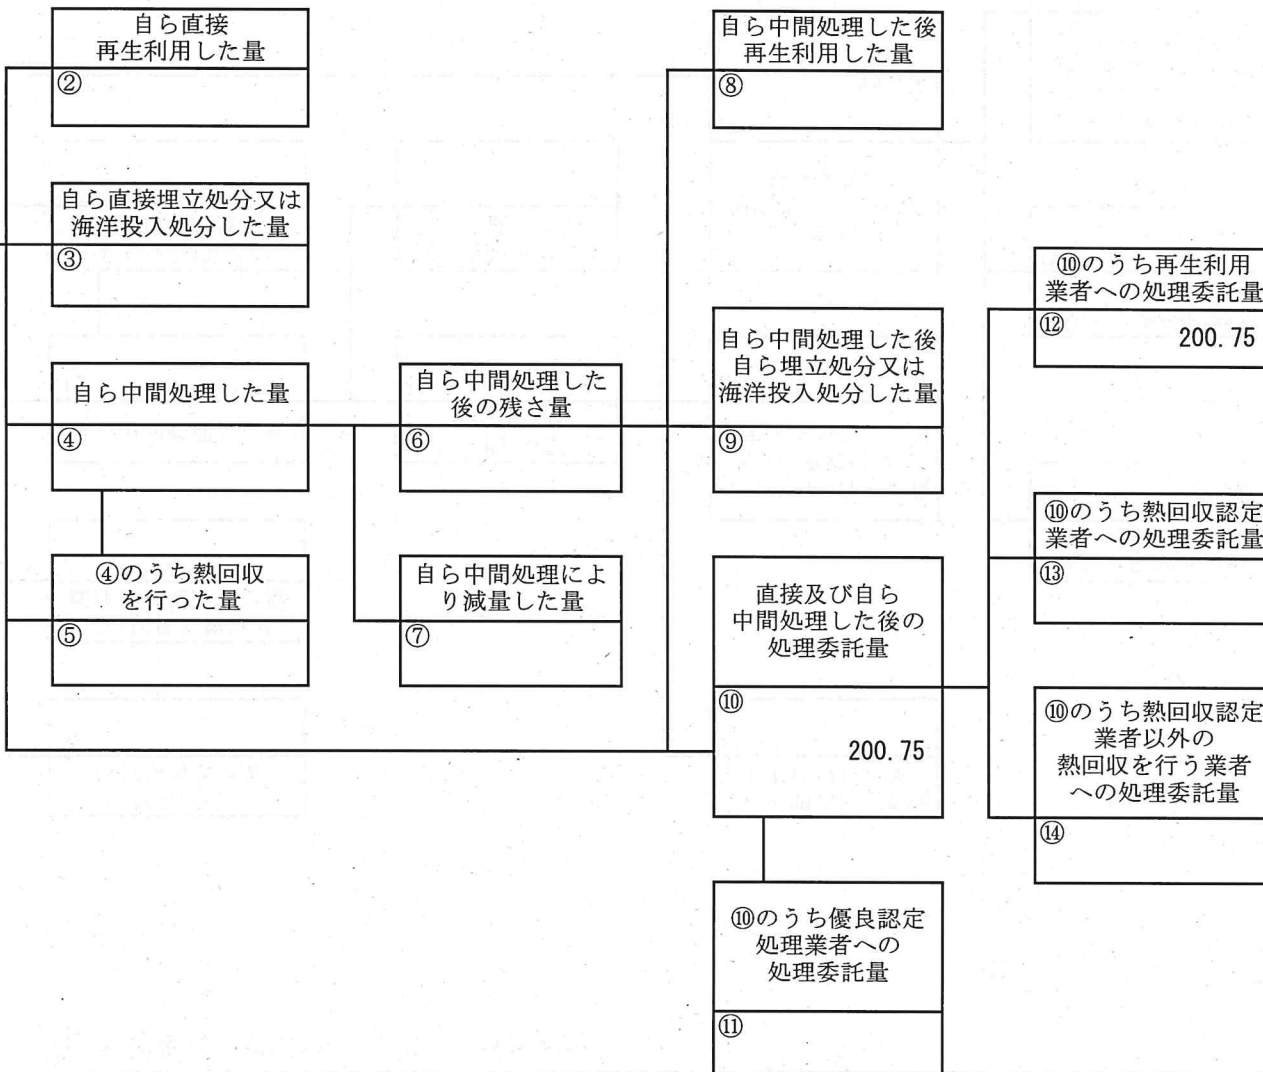 自ら直接
再生利用した量
②
自ら直接埋立処分又は
海洋投入処分した量
③
自ら中間処理した量
④
④のうち熱回収
を行った量
⑤
自ら中間処理した
後の残さ量
⑥
自ら中間処理によ
り減量した量
⑦
自ら中間処理した後
再生利用した量
⑧
自ら中間処理した後
自ら埋立処分又は
海洋投入処分した量
⑨
直接及び自ら
中間処理した後の
処理委託量
⑩
200.75
⑩のうち優良認定
処理業者への
処理委託量
⑪
⑩のうち再生利用
業者への処理委託量
⑫
200.75
⑩のうち熱回収認定
業者への処理委託量
⑬
⑩のうち熱回収認定
業者以外の
熱回収を行う業者
への処理委託量
⑭